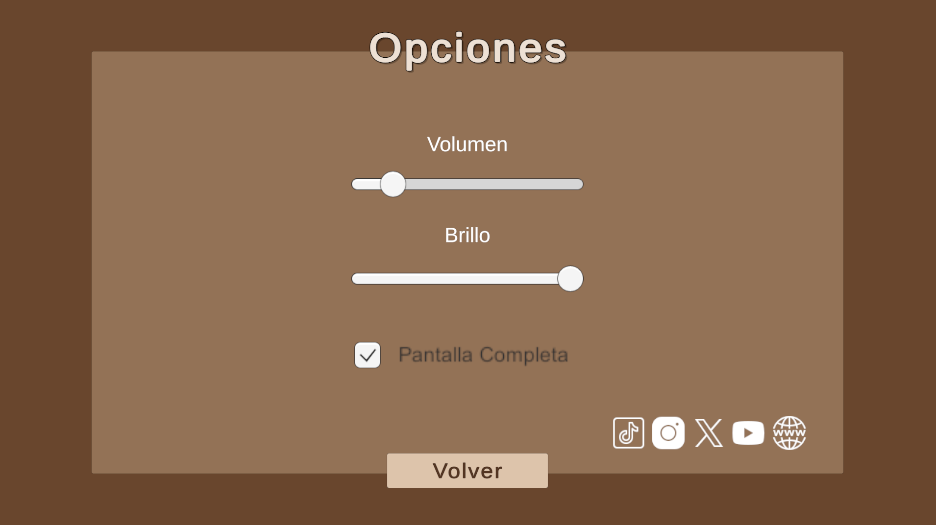 Opciones
Volumen
Brillo
Pantalla Completa
www
Volver